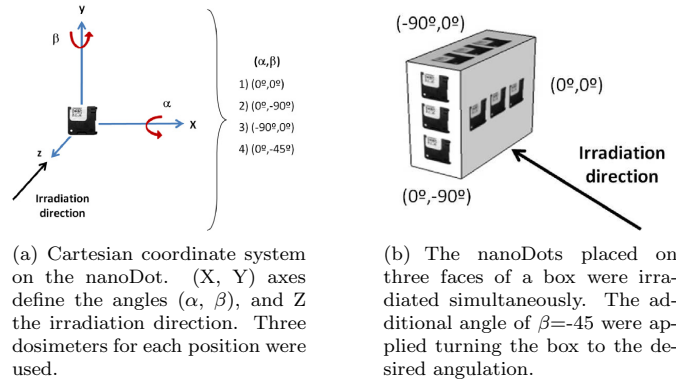 y
β
(α,β)
1) (0º,0º)
2) (0º,-90º)
3) (-90º,0º)
4) (0º,-45º)
α
X
z
Irradiation
direction
(a) Cartesian coordinate system
on the nanoDot. (X, Y) axes
define the angles (α, β), and Z
the irradiation direction. Three
dosimeters for each position were
used.
(-90º,0º)
(0º,0º)
Irradiation
direction
(0º,-90º)
(b) The nanoDots placed on
three faces of a box were irra-
diated simultaneously. The ad-
ditional angle of β=-45 were ap-
plied turning the box to the de-
sired angulation.